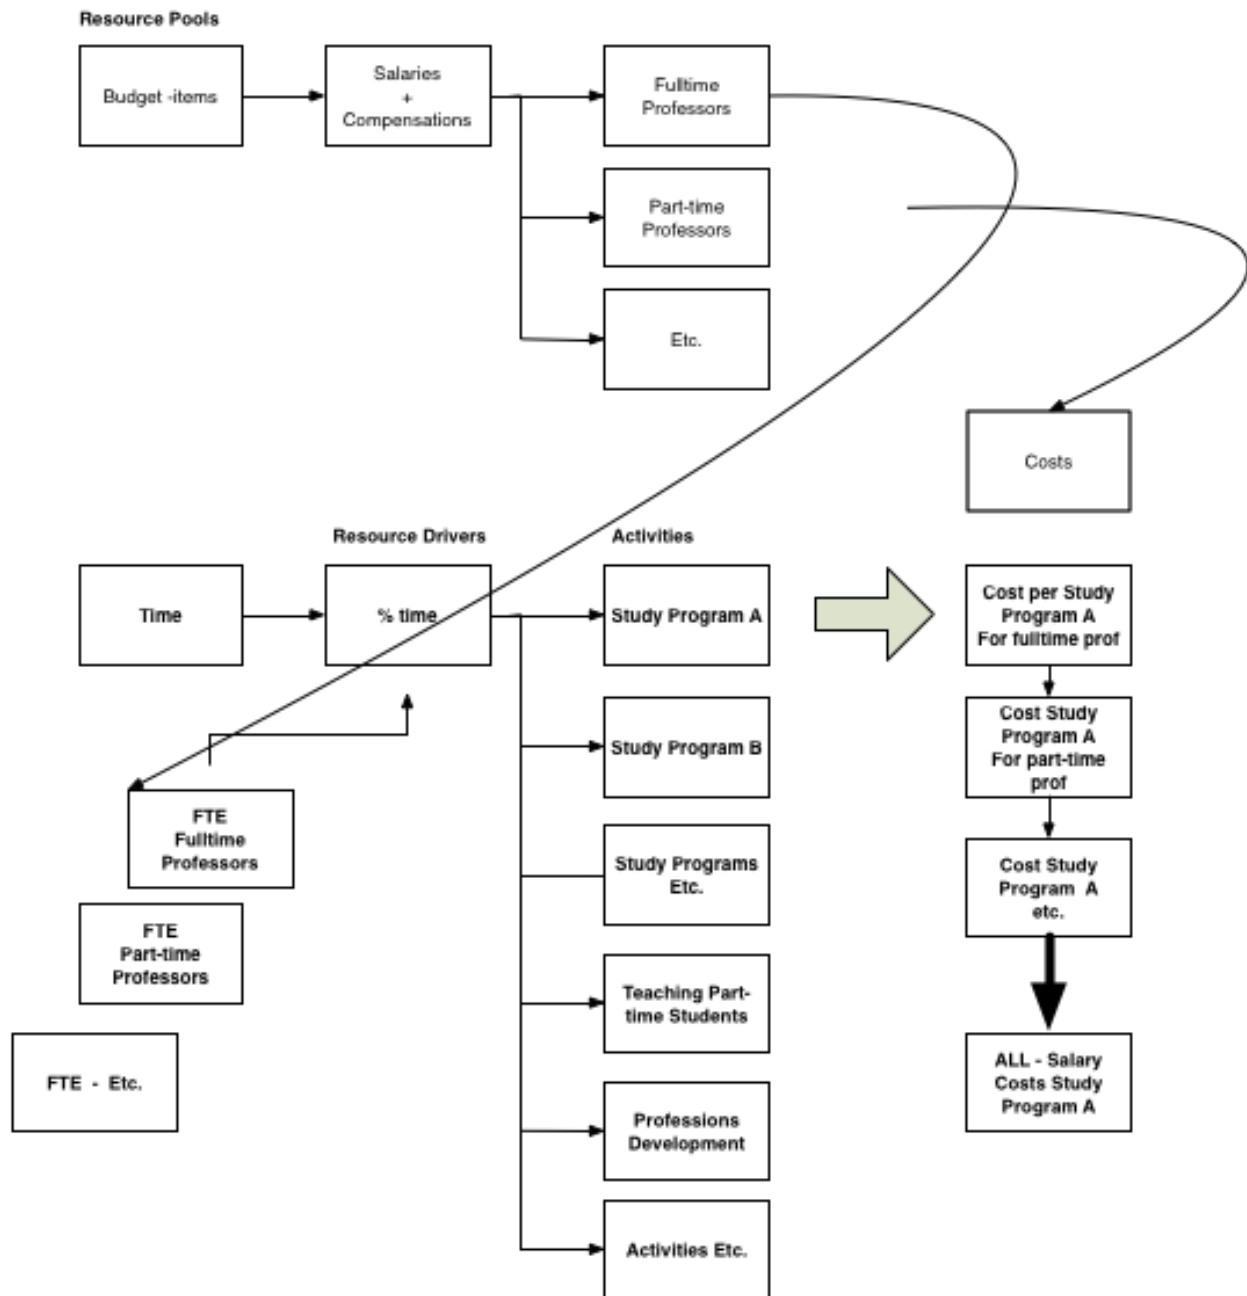 Resource Pools
Budget -items
Salaries
+
Compensations
Fulltime
Professors
Part-time
Professors
Etc.
Costs
Resource Drivers
Activities
Time
% time
Study Program A
Cost per Study
Program A
For fulltime prof
Study Program B
Cost Study
Program A
For part-time
prof
FTE
Fulltime
Professors
Study Programs
Etc.
Cost Study
Program A
etc.
FTE
Part-time
Professors
Teaching Part-
time Students
FTE - Etc.
ALL - Salary
Costs Study
Program A
Professions
Development
Activities Etc.